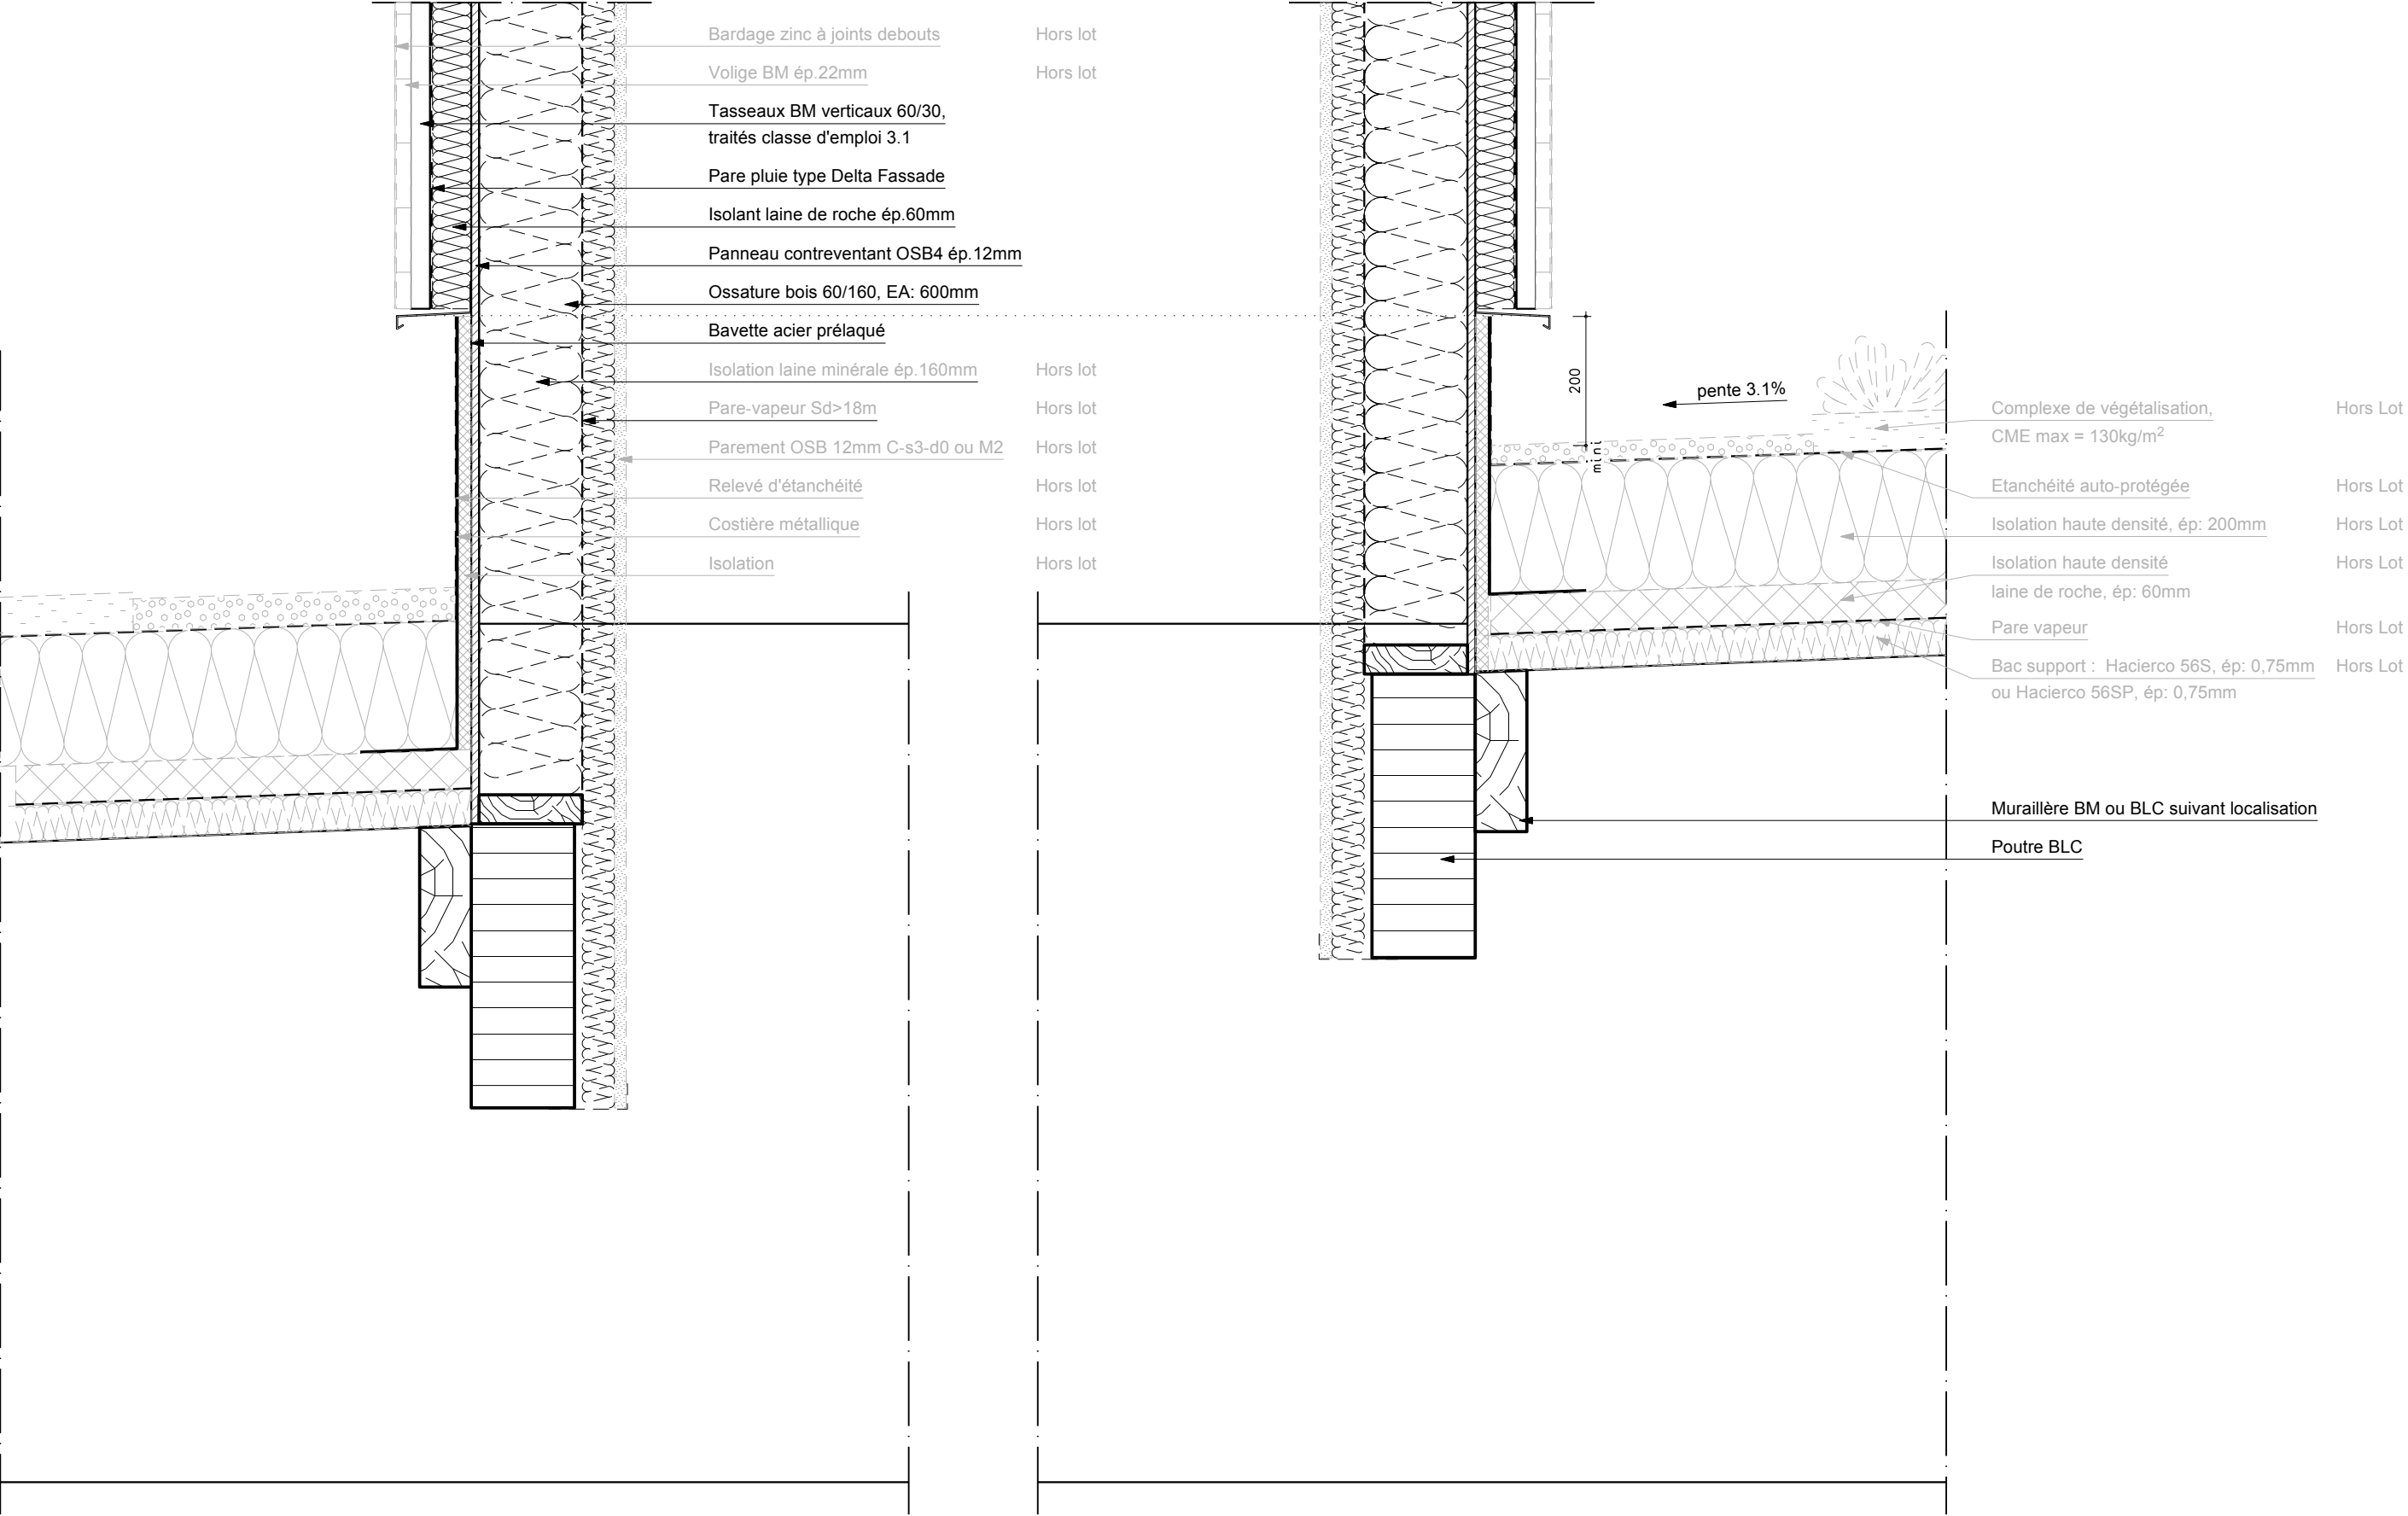 Bardage zinc à joints debouts Hors lot
Volige BM ép.22mm Hors lot
Tasseaux BM verticaux 60/30,
traités classe d'emploi 3.1
Pare pluie type Delta Fassade
Isolant laine de roche ép.60mm
Panneau contreventant OSB4 ép.12mm
Ossature bois 60/160, EA: 600mm
Bavette acier prélaqué
Isolation laine minérale ép.160mm Hors lot
Pare-vapeur Sd>18m Hors lot
Parement OSB 12mm C-s3-d0 ou M2 Hors lot
Relevé d'étanchéité Hors lot
Costière métallique Hors lot
Isolation Hors lot
200
mini
pente 3.1%
Complexe de végétalisation, Hors Lot
CME max = 130kg/m²
Etanchéité auto-protégée Hors Lot
Isolation haute densité, ép: 200mm Hors Lot
Isolation haute densité Hors Lot
laine de roche, ép: 60mm
Pare vapeur Hors Lot
Bac support : Hacierco 56S, ép: 0,75mm Hors Lot
ou Hacierco 56SP, ép: 0,75mm
Muraillère BM ou BLC suivant localisation
Poutre BLC